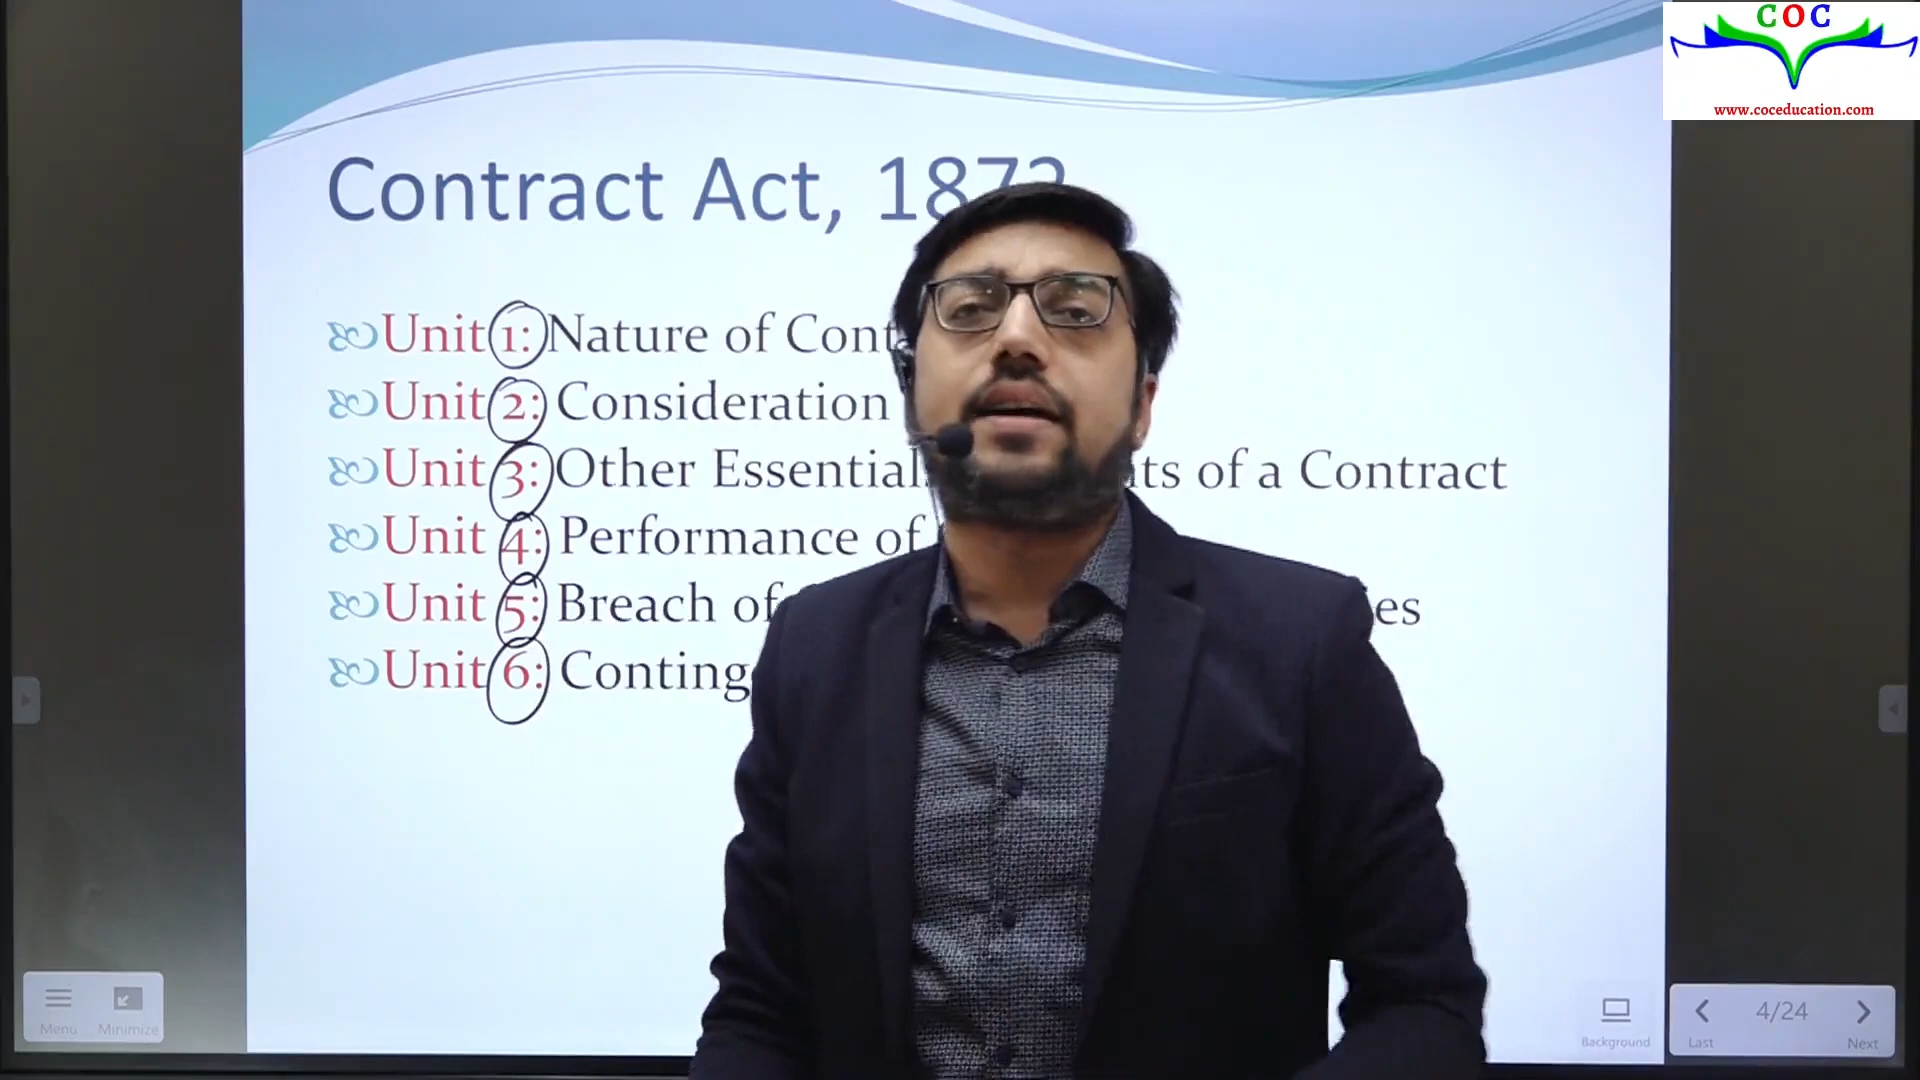 COC
www.coceducation.com
Contract Act, 187
Unit 1: Nature of Cont
Unit 2: Consideration
Unit 3: Other Essential ts of a Contract
Unit 4: Performance of
Unit 5: Breach of es
Unit 6: Conting
Menu Minimize
Background
4/24
Last Next